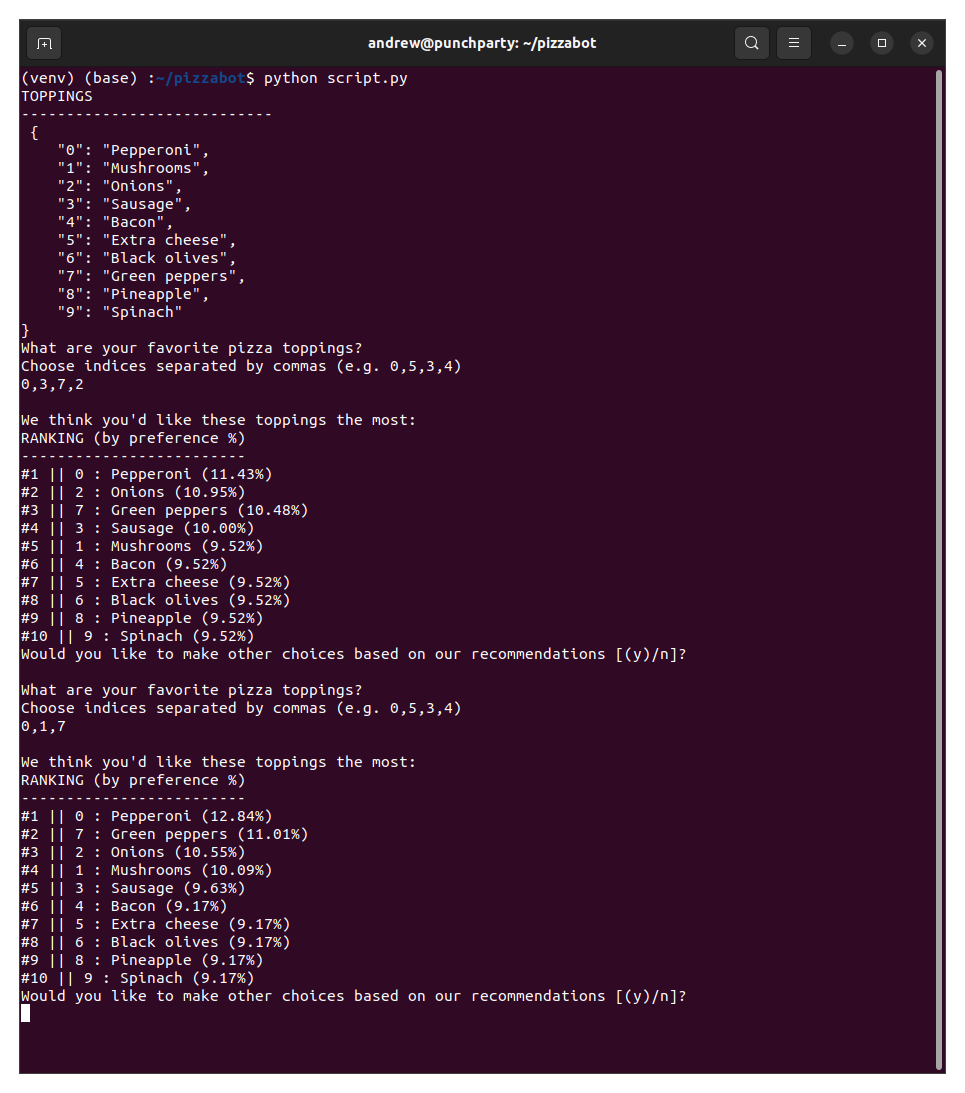 andrew@punchparty: ~/pizzabot
(venv) (base) :~/pizzabot$ python script.py
TOPPINGS
----------------------------
 {
    "0": "Pepperoni",
    "1": "Mushrooms",
    "2": "Onions",
    "3": "Sausage",
    "4": "Bacon",
    "5": "Extra cheese",
    "6": "Black olives",
    "7": "Green peppers",
    "8": "Pineapple",
    "9": "Spinach"
}
What are your favorite pizza toppings?
Choose indices separated by commas (e.g. 0,5,3,4)
0,3,7,2

We think you'd like these toppings the most:
RANKING (by preference %)
-------------------------
#1 || 0 : Pepperoni (11.43%)
#2 || 2 : Onions (10.95%)
#3 || 7 : Green peppers (10.48%)
#4 || 3 : Sausage (10.00%)
#5 || 1 : Mushrooms (9.52%)
#6 || 4 : Bacon (9.52%)
#7 || 5 : Extra cheese (9.52%)
#8 || 6 : Black olives (9.52%)
#9 || 8 : Pineapple (9.52%)
#10 || 9 : Spinach (9.52%)
Would you like to make other choices based on our recommendations [(y)/n]?

What are your favorite pizza toppings?
Choose indices separated by commas (e.g. 0,5,3,4)
0,1,7

We think you'd like these toppings the most:
RANKING (by preference %)
-------------------------
#1 || 0 : Pepperoni (12.84%)
#2 || 7 : Green peppers (11.01%)
#3 || 2 : Onions (10.55%)
#4 || 1 : Mushrooms (10.09%)
#5 || 3 : Sausage (9.63%)
#6 || 4 : Bacon (9.17%)
#7 || 5 : Extra cheese (9.17%)
#8 || 6 : Black olives (9.17%)
#9 || 8 : Pineapple (9.17%)
#10 || 9 : Spinach (9.17%)
Would you like to make other choices based on our recommendations [(y)/n]?